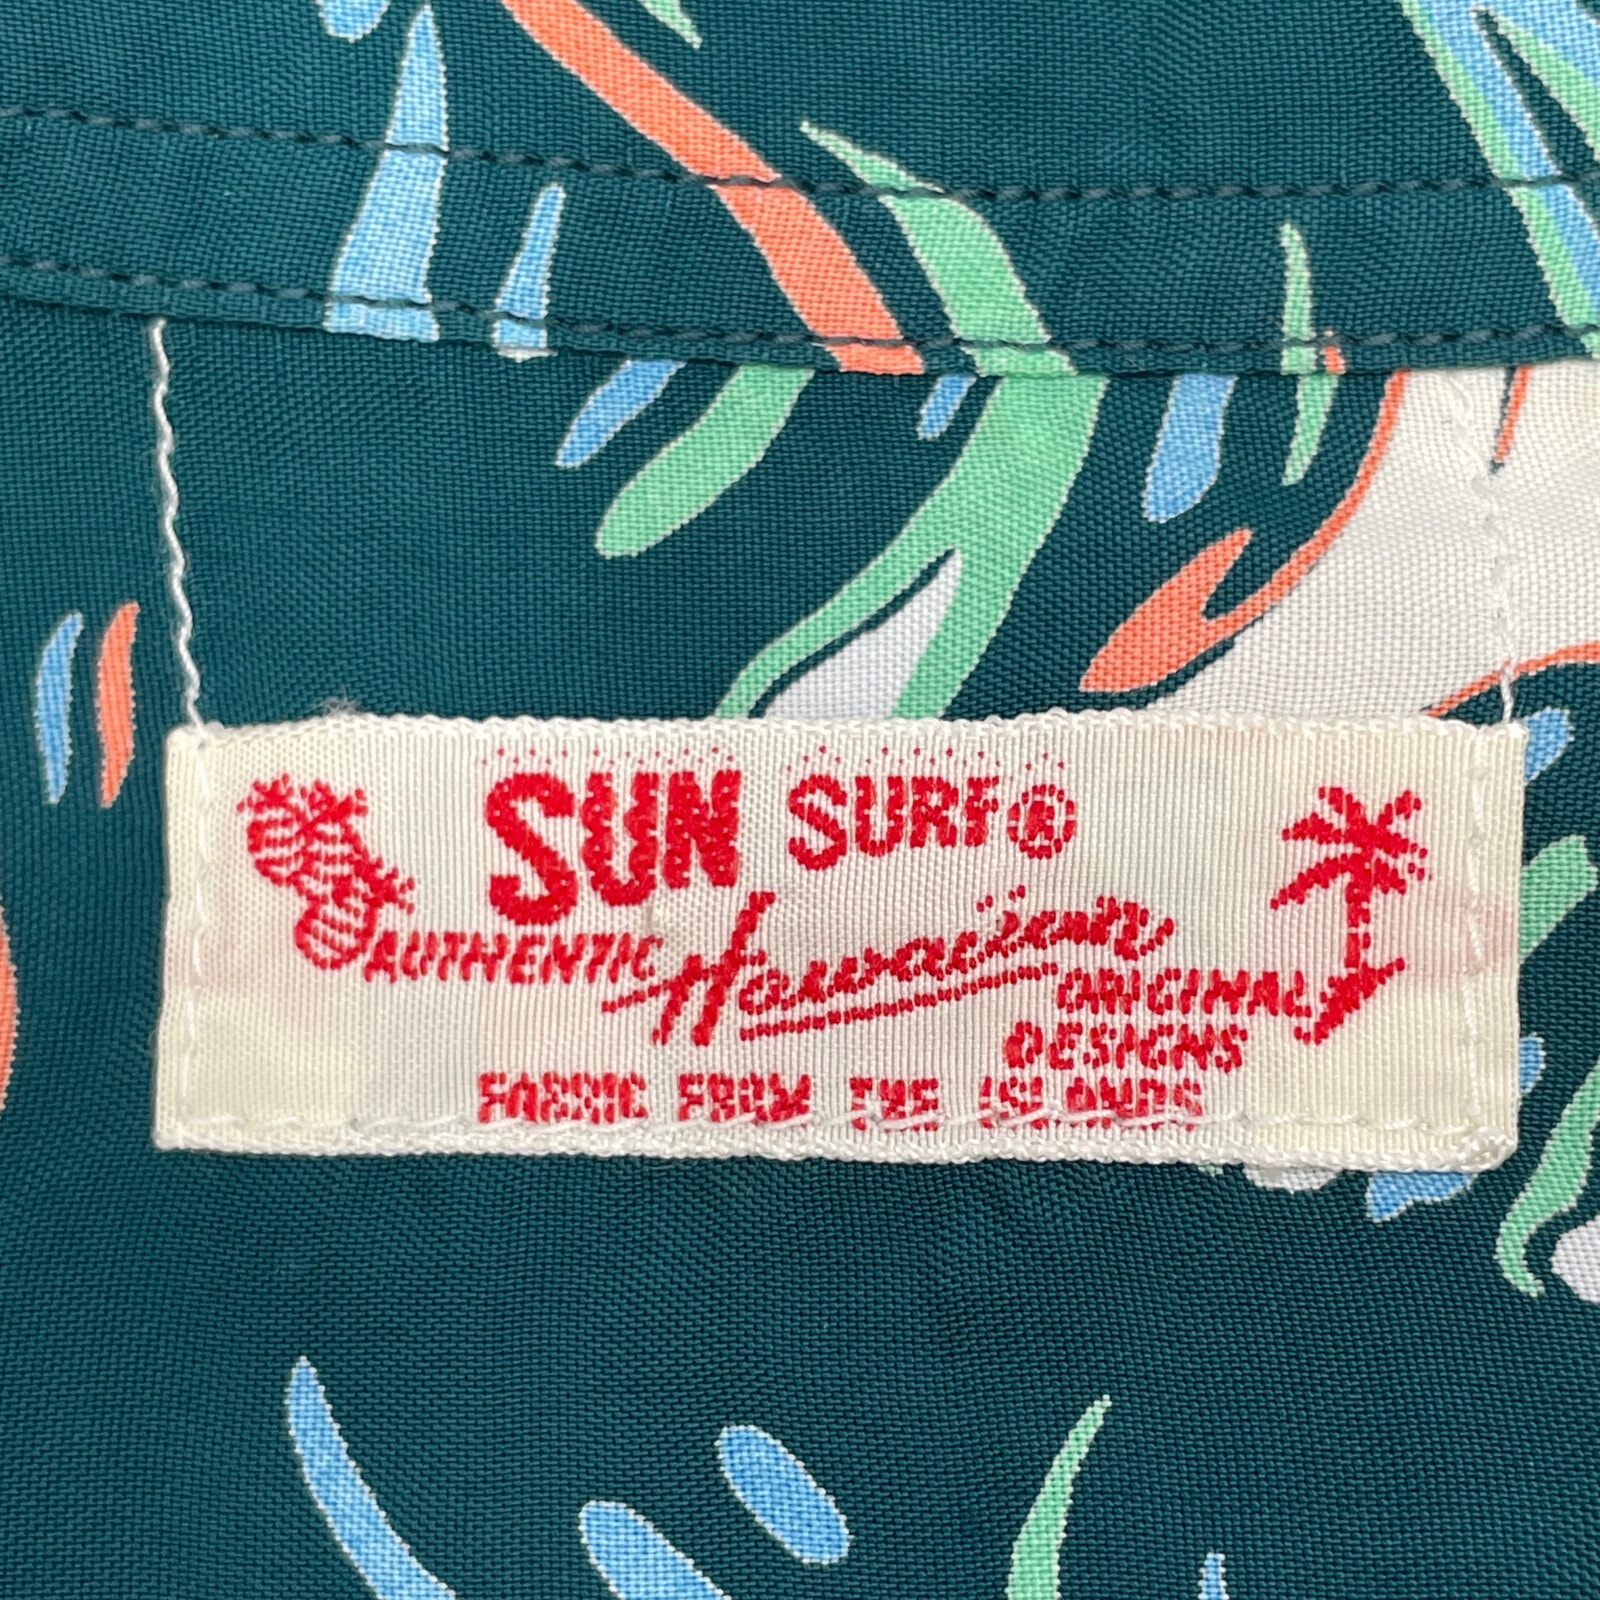 SUN SURF®
AUTHENTIC Hawaiian ORIGINAL
DESIGNS
FABRIC FROM THE ISLANDS